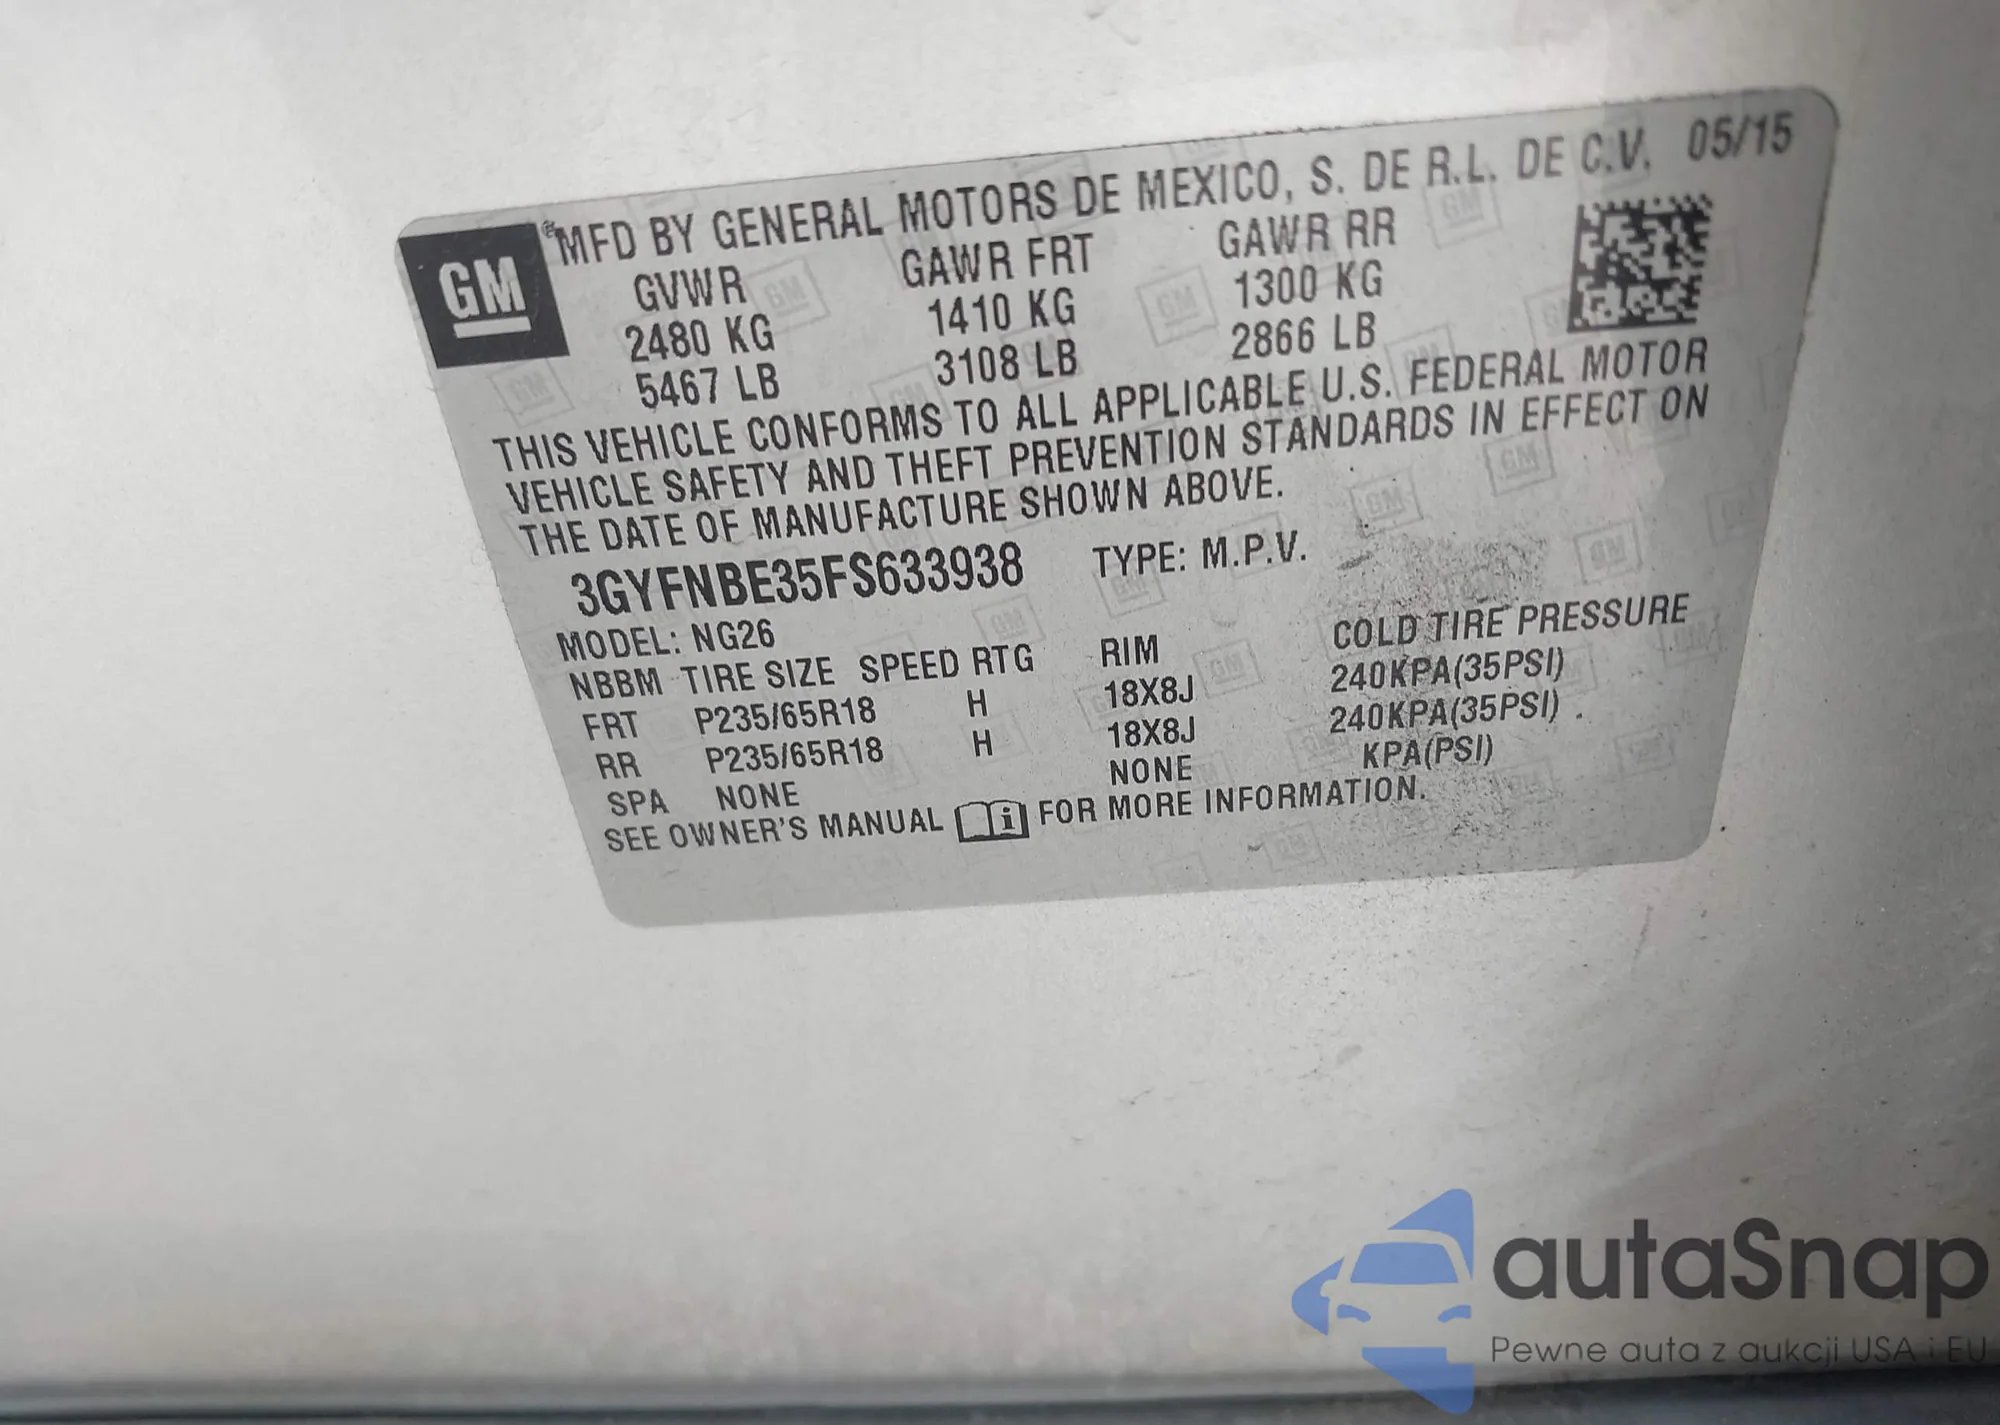 GM
® MFD BY GENERAL MOTORS DE MEXICO, S. DE R.L. DE C.V. 05/15
GVWR GAWR FRT GAWR RR
2480 KG 1410 KG 1300 KG
5467 LB 3108 LB 2866 LB
THIS VEHICLE CONFORMS TO ALL APPLICABLE U.S. FEDERAL MOTOR
VEHICLE SAFETY AND THEFT PREVENTION STANDARDS IN EFFECT ON
THE DATE OF MANUFACTURE SHOWN ABOVE.
3GYFNBE35FS633938 TYPE: M.P.V.
MODEL: NG26
NBBM TIRE SIZE SPEED RTG RIM COLD TIRE PRESSURE
FRT P235/65R18 H 18X8J 240KPA(35PSI)
RR P235/65R18 H 18X8J 240KPA(35PSI)
SPA NONE NONE KPA(PSI)
SEE OWNER'S MANUAL i FOR MORE INFORMATION.
autaSnap
Pewne auta z aukcji USA i EU